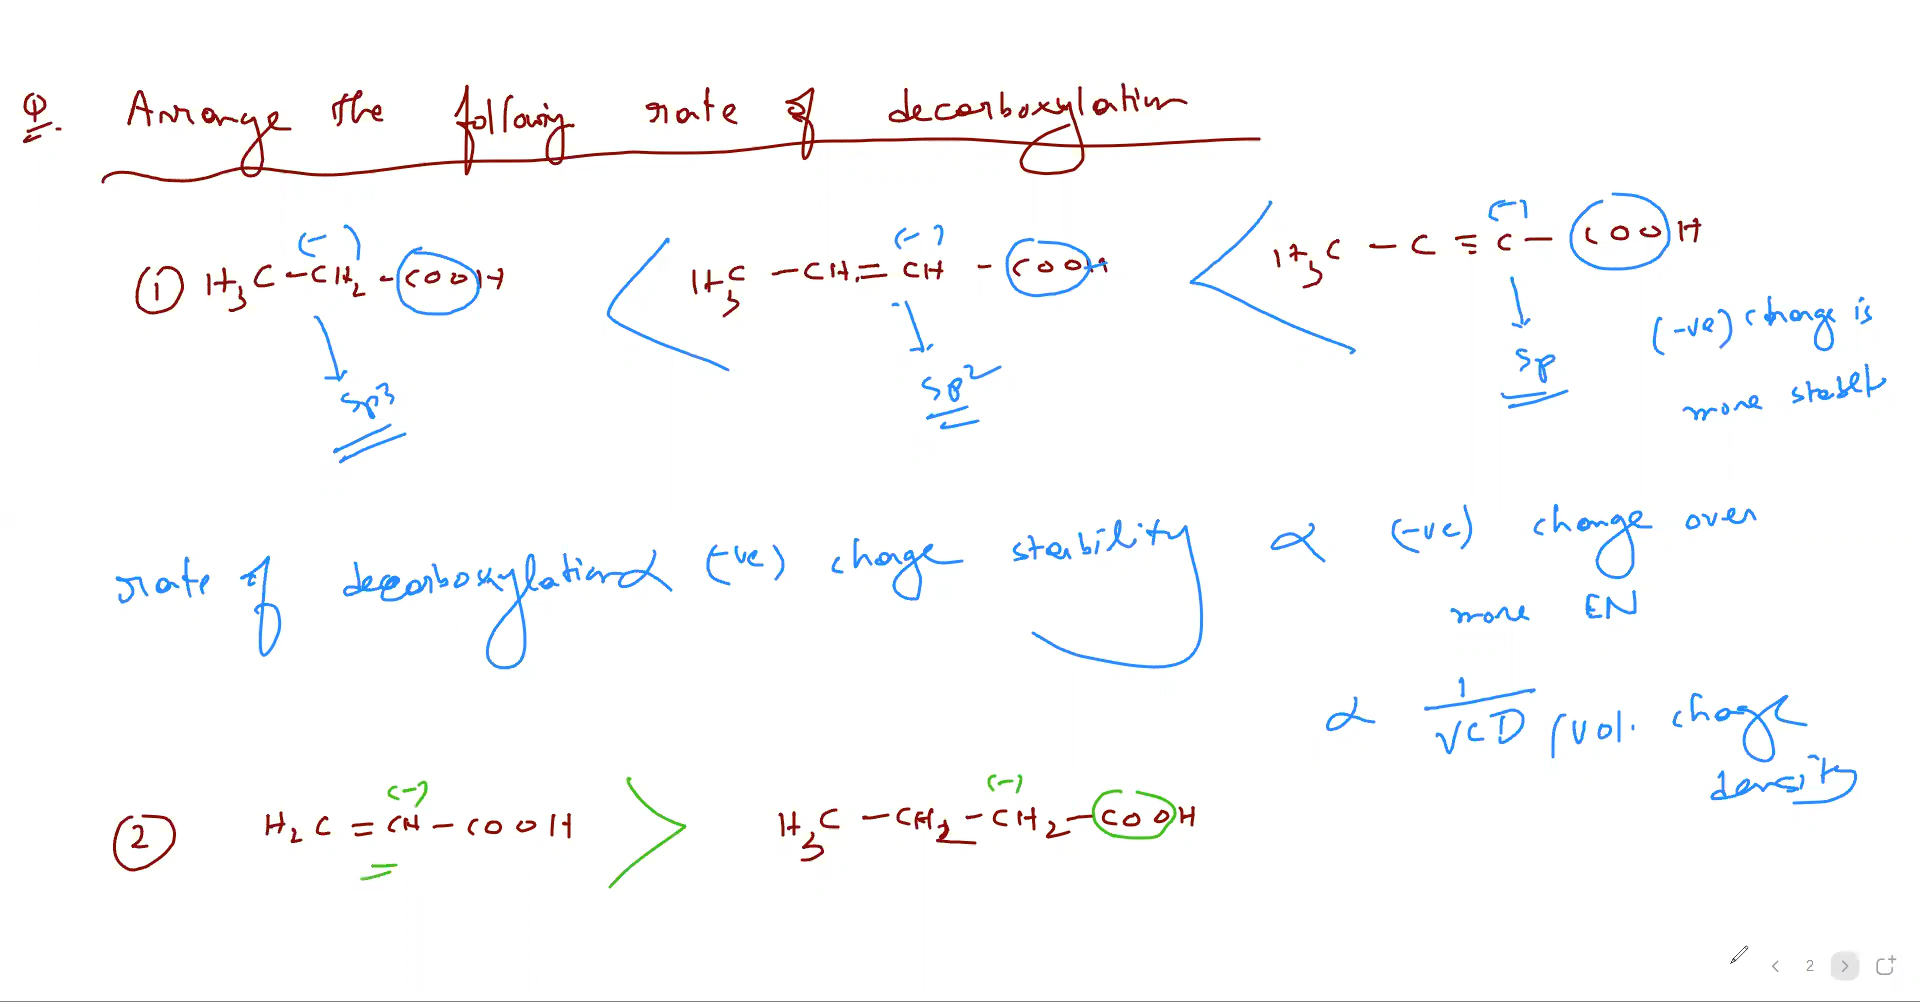 Q. Arrange the following rate of decarboxylation
① H₃C-CH₂-COOH < H₃C-CH=CH-COOH < H₃C-C≡C-COOH
(-) (-) (-)
sp³ sp² sp
(-ve) charge is
more stable
rate of decarboxylation ∝ (-ve) charge stability ∝ (-ve) charge over
more EN
∝ 1/VCD (vol. charge
density
(-) (-)
② H₂C=CH-COOH > H₃C-CH₂-CH₂-COOH
2